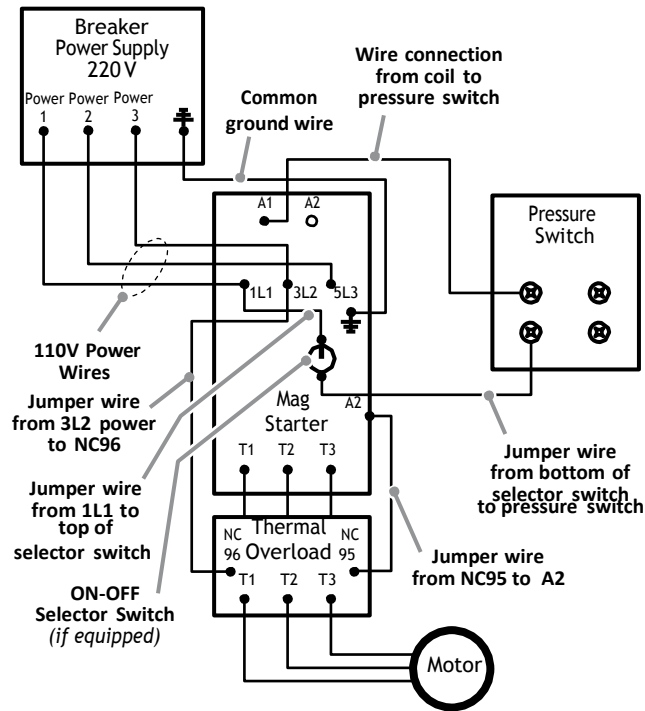 Breaker
Power Supply
220 V
Power Power Power
1 2 3
Wire connection
from coil to
pressure switch
Common
ground wire
A1 A2
Pressure
Switch
1L1 3L2 5L3
110V Power
Wires
Jumper wire
from 3L2 power
to NC96
Mag
Starter
A2
T1 T2 T3
Jumper wire
from 1L1 to
top of
selector switch
Jumper wire
from bottom of
selector switch
to pressure switch
Thermal
Overload
NC
96
NC
95
T1 T2 T3
Jumper wire
from NC95 to A2
ON-OFF
Selector Switch
(if equipped)
Motor